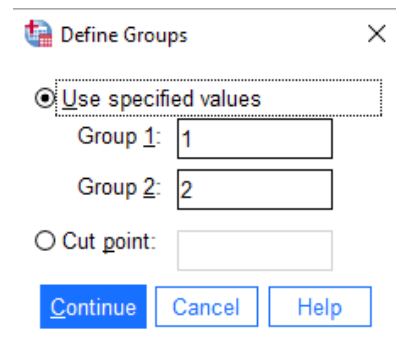 Define Groups
Use specified values
Group 1: 1
Group 2: 2
Cut point:
Continue Cancel Help